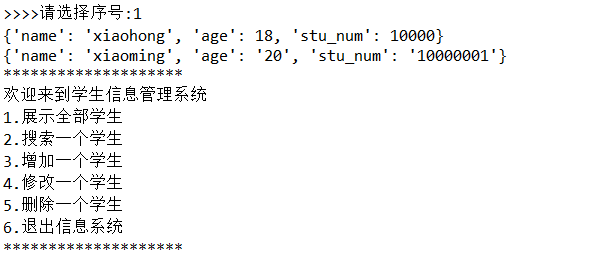 >>>>请选择序号:1
{'name': 'xiaohong', 'age': 18, 'stu_num': 10000}
{'name': 'xiaoming', 'age': '20', 'stu_num': '10000001'}
********************
欢迎来到学生信息管理系统
1.展示全部学生
2.搜索一个学生
3.增加一个学生
4.修改一个学生
5.删除一个学生
6.退出信息系统
********************